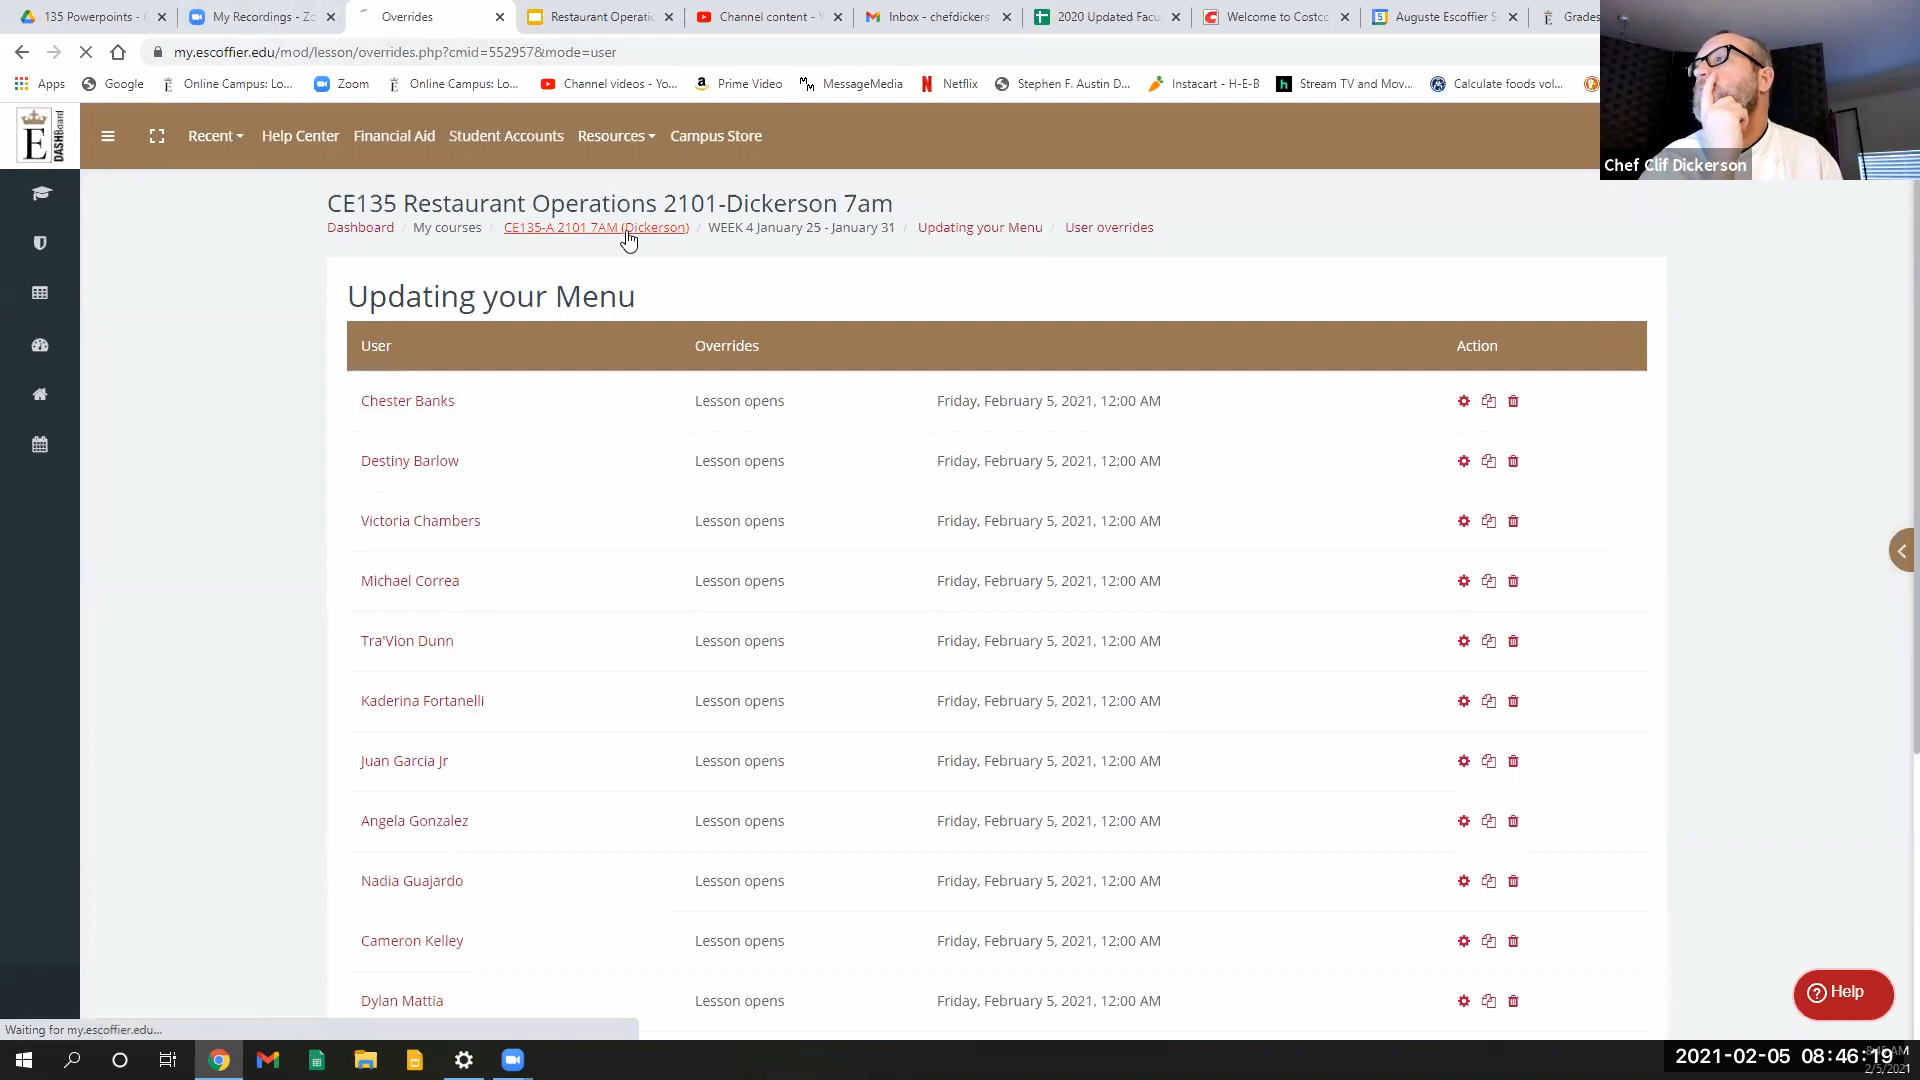 135 Powerpoints -
My Recordings - Zo
Overrides
Restaurant Operati
Channel content - Y
Inbox - chefdickers
2020 Updated Facu
Welcome to Costco
Auguste Escoffier S
Grades
my.escoffier.edu/mod/lesson/overrides.php?cmid=552957&mode=user
Apps
Google
Online Campus: Lo...
Zoom
Online Campus: Lo...
Channel videos - Yo...
Prime Video
MessageMedia
Netflix
Stephen F. Austin D...
Instacart - H-E-B
Stream TV and Mov...
Calculate foods vol...
Chef Clif Dickerson
E DASHBoard
Recent
Help Center
Financial Aid
Student Accounts
Resources
Campus Store
CE135 Restaurant Operations 2101-Dickerson 7am
Dashboard / My courses / CE135-A 2101 7AM (Dickerson) / WEEK 4 January 25 - January 31 / Updating your Menu / User overrides
Updating your Menu
User Overrides Action
Chester Banks Lesson opens Friday, February 5, 2021, 12:00 AM
Destiny Barlow Lesson opens Friday, February 5, 2021, 12:00 AM
Victoria Chambers Lesson opens Friday, February 5, 2021, 12:00 AM
Michael Correa Lesson opens Friday, February 5, 2021, 12:00 AM
Tra'Vion Dunn Lesson opens Friday, February 5, 2021, 12:00 AM
Kaderina Fortanelli Lesson opens Friday, February 5, 2021, 12:00 AM
Juan Garcia Jr Lesson opens Friday, February 5, 2021, 12:00 AM
Angela Gonzalez Lesson opens Friday, February 5, 2021, 12:00 AM
Nadia Guajardo Lesson opens Friday, February 5, 2021, 12:00 AM
Cameron Kelley Lesson opens Friday, February 5, 2021, 12:00 AM
Dylan Mattia Lesson opens Friday, February 5, 2021, 12:00 AM
Help
Waiting for my.escoffier.edu...
2021-02-05 08:46:19
2/5/2021